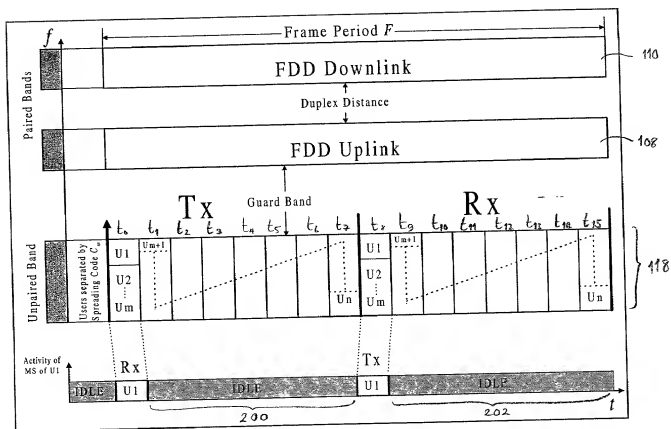 f
Frame Period F
Paired Bands
FDD Downlink
110
Duplex Distance
FDD Uplink
108
Guard Band
Tx
Rx
t0 t1 t2 t3 t4 t5 t6 t7 t8 t9 t10 t11 t12 t13 t14 t15
Unpaired Band
Users separated by
Spreading Code Cu
U1
Um+1
U2
Um
Un
U1
Um+1
U2
Um
Un
118
Activity of
MS of U1
Rx
Tx
IDLE
U1
IDLE
U1
IDLE
t
200
202